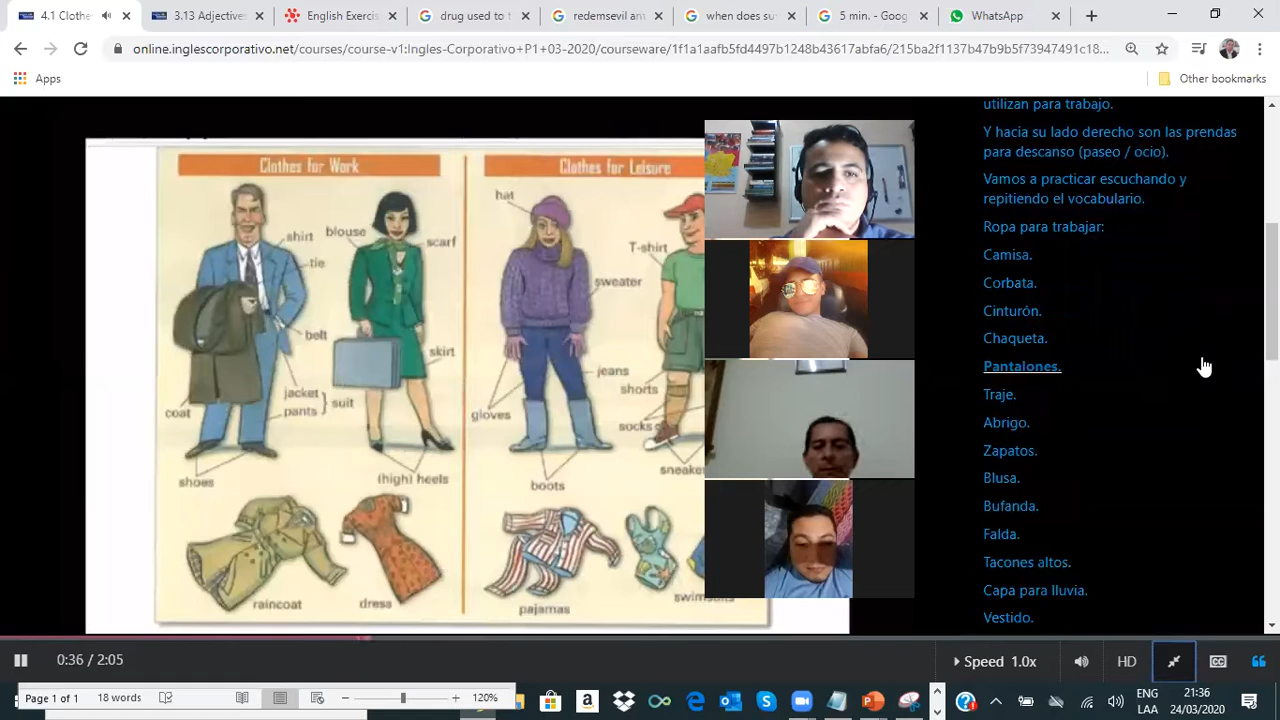 4.1 Clothe
3.13 Adjectives
English Exercis
drug used to f
redemsevil an
when does su
5 min. - Goog
WhatsApp
online.inglescorporativo.net/courses/course-v1:Ingles-Corporativo+P1+03-2020/courseware/1f1a1aafb5fd4497b1248b43617abfa6/215ba2f1137b47b9b5f73947491c18...
Apps
Other bookmarks
Clothes for Work
Clothes for Leisure
hat
shirt
blouse
scarf
tie
T-shirt
sweater
belt
skirt
jeans
shorts
jacket
pants
suit
coat
gloves
socks
shoes
(high) heels
boots
sneake
raincoat
dress
pajamas
swimsuits
utilizan para trabajo.
Y hacia su lado derecho son las prendas
para descanso (paseo / ocio).
Vamos a practicar escuchando y
repitiendo el vocabulario.
Ropa para trabajar:
Camisa.
Corbata.
Cinturón.
Chaqueta.
Pantalones.
Traje.
Abrigo.
Zapatos.
Blusa.
Bufanda.
Falda.
Tacones altos.
Capa para lluvia.
Vestido.
0:36 / 2:05
Speed 1.0x
HD
CC
Page 1 of 1
18 words
120%
ENG
LAA
21:36
24/03/2020